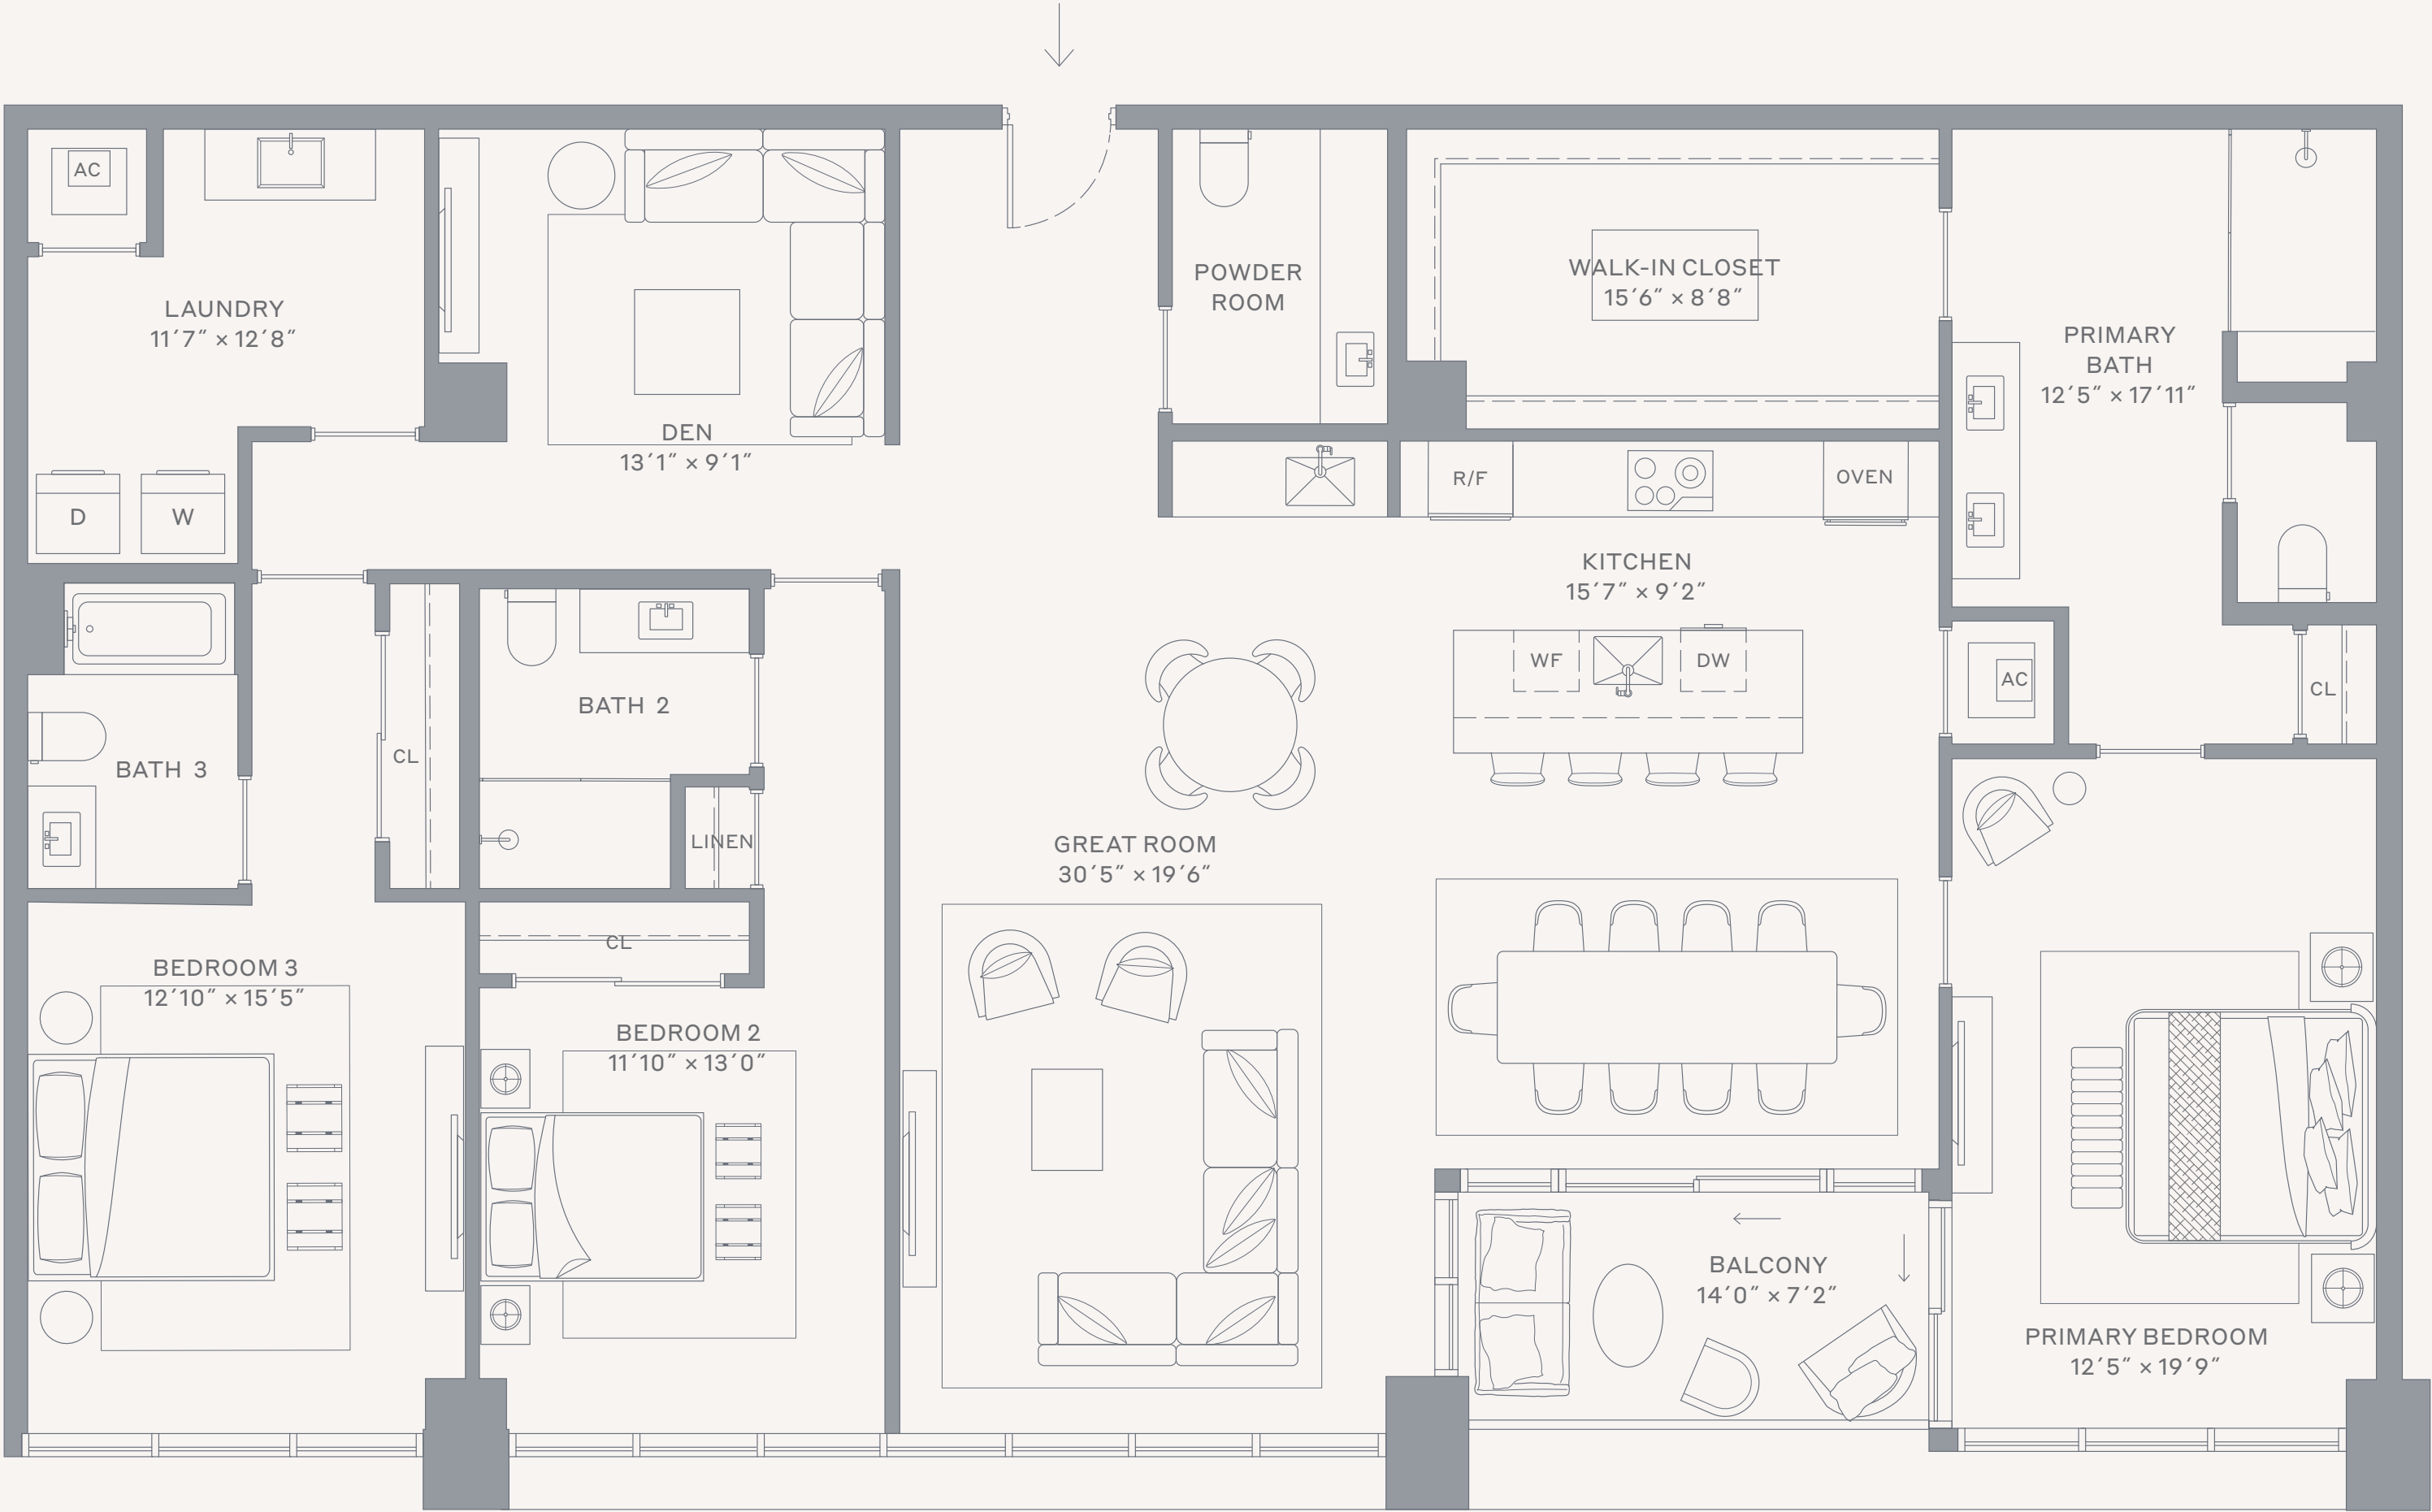 AC
LAUNDRY
11´7˝ × 12´8˝
D
W
DEN
13´1˝ × 9´1˝
POWDER
ROOM
WALK-IN CLOSET
15´6˝ × 8´8˝
PRIMARY
BATH
12´5˝ × 17´11˝
R/F
OVEN
KITCHEN
15´7˝ × 9´2˝
WF
DW
AC
CL
BATH 3
CL
BATH 2
LINEN
CL
GREAT ROOM
30´5˝ × 19´6˝
BEDROOM 3
12´10˝ × 15´5˝
BEDROOM 2
11´10˝ × 13´0˝
BALCONY
14´0˝ × 7´2˝
PRIMARY BEDROOM
12´5˝ × 19´9˝